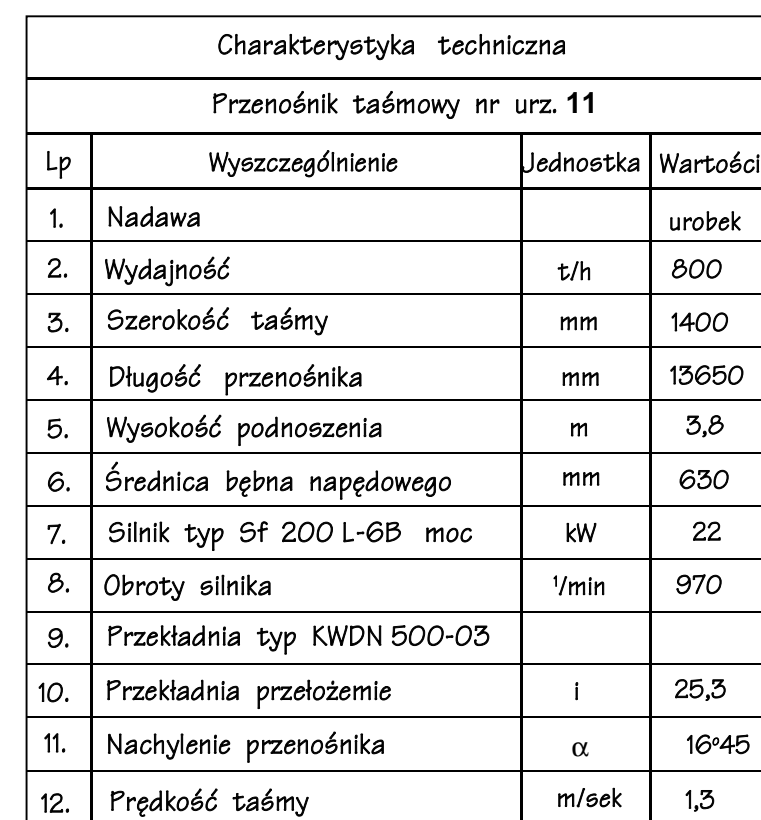 Charakterystyka techniczna
Przenośnik taśmowy nr urz. 11
Lp Wyszczególnienie Jednostka Wartości
1. Nadawa urobek
2. Wydajność t/h 800
3. Szerokość taśmy mm 1400
4. Długość przenośnika mm 13650
5. Wysokość podnoszenia m 3,8
6. Średnica bębna napędowego mm 630
7. Silnik typ Sf 200 L-6B moc kW 22
8. Obroty silnika ¹/min 970
9. Przekładnia typ KWDN 500-03
10. Przekładnia przełożemie i 25,3
11. Nachylenie przenośnika α 16°45
12. Prędkość taśmy m/sek 1,3